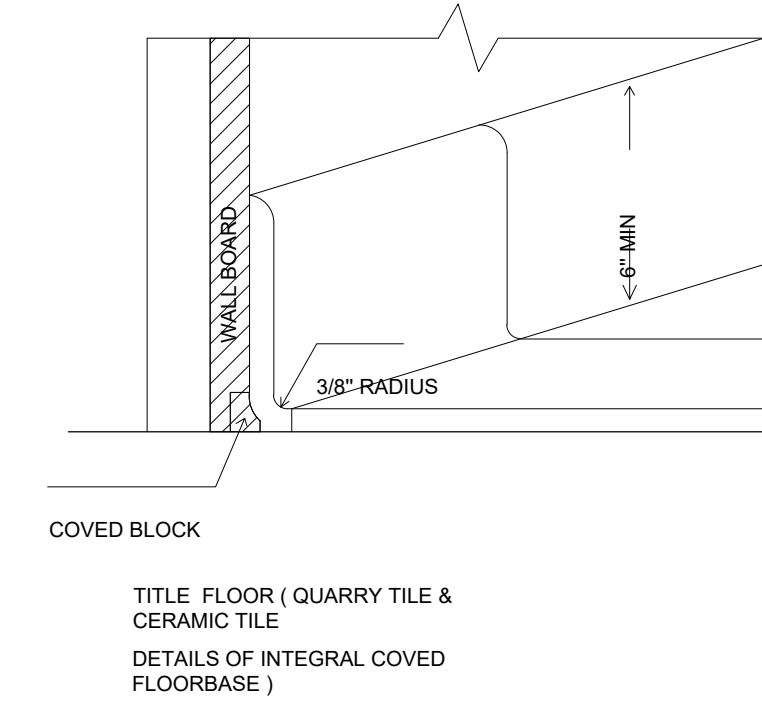 WALL BOARD
6" MIN
3/8" RADIUS
COVED BLOCK
TITLE FLOOR ( QUARRY TILE &
CERAMIC TILE
DETAILS OF INTEGRAL COVED
FLOORBASE )